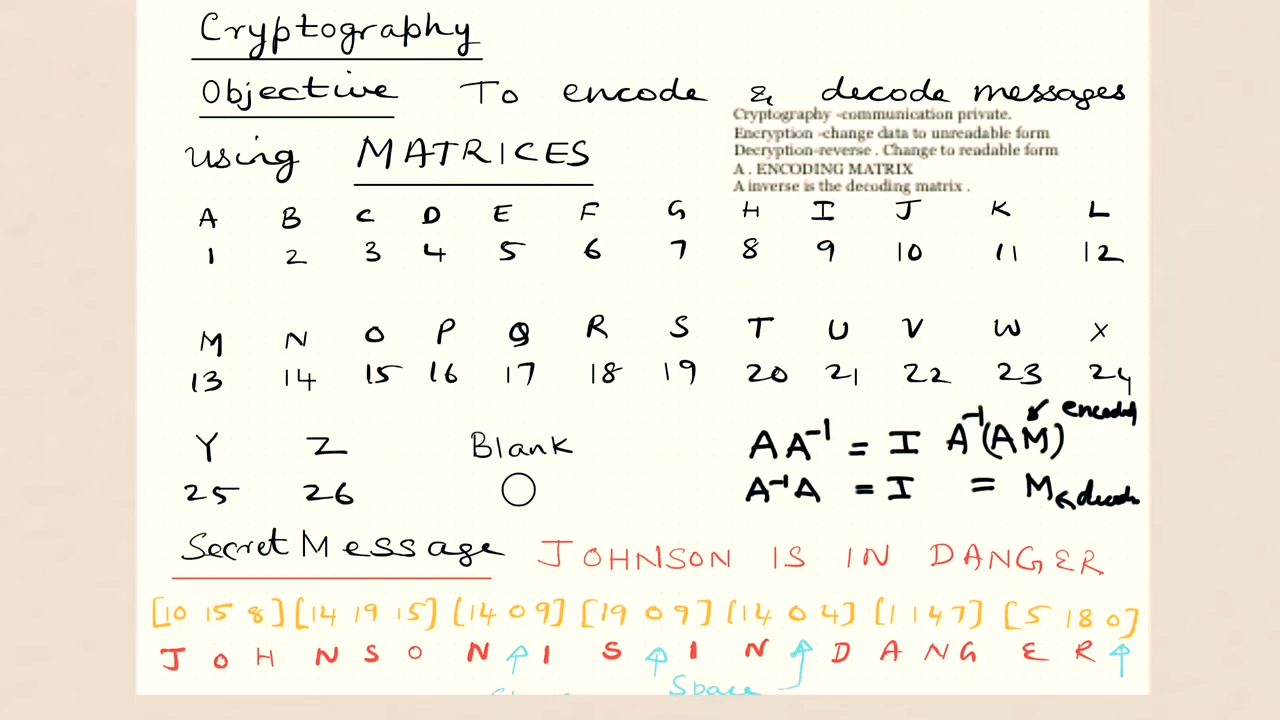 Cryptography
Objective To encode & decode messages
using MATRICES
Cryptography -communication private.
Encryption -change data to unreadable form
Decryption-reverse . Change to readable form
A . ENCODING MATRIX
A inverse is the decoding matrix .
A B C D E F G H I J K L
1 2 3 4 5 6 7 8 9 10 11 12
M N O P Q R S T U V W X
13 14 15 16 17 18 19 20 21 22 23 24
Y Z Blank
25 26 0
encoded
AA⁻¹ = I A⁻¹(AM)
A⁻¹A = I = M
Secret Message JOHNSON IS IN DANGER
[10 15 8] [14 19 15] [14 0 9] [19 0 9] [14 0 4] [1 14 7] [5 18 0]
J O H N S O N ↑ I S ↑ I N ↑ D A N G E R ↑
Space